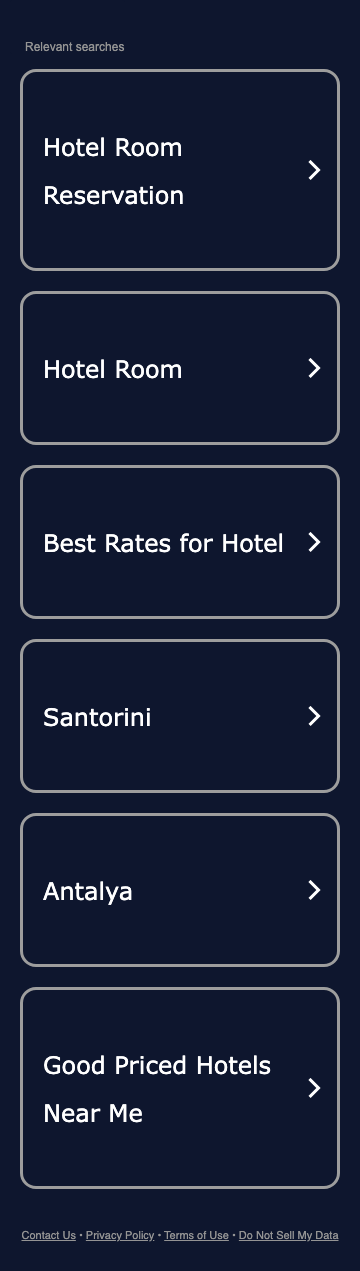 Relevant searches
Hotel Room
Reservation
Hotel Room
Best Rates for Hotel
Santorini
Antalya
Good Priced Hotels
Near Me
Contact Us • Privacy Policy • Terms of Use • Do Not Sell My Data